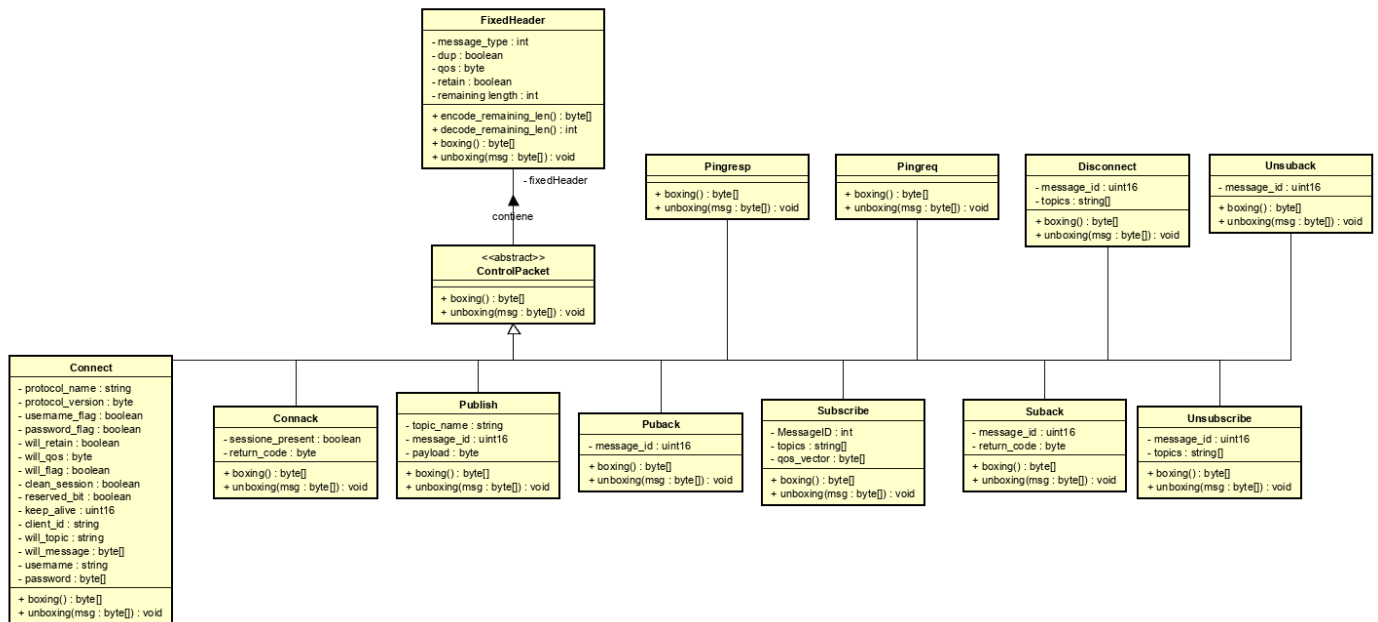 FixedHeader
- message_type : int
- dup : boolean
- qos : byte
- retain : boolean
- remaining length : int
+ encode_remaining_len() : byte[]
+ decode_remaining_len() : int
+ boxing() : byte[]
+ unboxing(msg : byte[]) : void
- fixedHeader
contiene
<<abstract>>
ControlPacket
+ boxing() : byte[]
+ unboxing(msg : byte[]) : void
Pingresp
+ boxing() : byte[]
+ unboxing(msg : byte[]) : void
Pingreq
+ boxing() : byte[]
+ unboxing(msg : byte[]) : void
Disconnect
- message_id : uint16
- topics : string[]
+ boxing() : byte[]
+ unboxing(msg : byte[]) : void
Unsuback
- message_id : uint16
+ boxing() : byte[]
+ unboxing(msg : byte[]) : void
Connect
- protocol_name : string
- protocol_version : byte
- username_flag : boolean
- password_flag : boolean
- will_retain : boolean
- will_qos : byte
- will_flag : boolean
- clean_session : boolean
- reserved_bit : boolean
- keep_alive : uint16
- client_id : string
- will_topic : string
- will_message : byte[]
- username : string
- password : byte[]
+ boxing() : byte[]
+ unboxing(msg : byte[]) : void
Connack
- sessione_present : boolean
- return_code : byte
+ boxing() : byte[]
+ unboxing(msg : byte[]) : void
Publish
- topic_name : string
- message_id : uint16
- payload : byte
+ boxing() : byte[]
+ unboxing(msg : byte[]) : void
Puback
- message_id : uint16
+ boxing() : byte[]
+ unboxing(msg : byte[]) : void
Subscribe
- MessageID : int
- topics : string[]
- qos_vector : byte[]
+ boxing() : byte[]
+ unboxing(msg : byte[]) : void
Suback
- message_id : uint16
- return_code : byte
+ boxing() : byte[]
+ unboxing(msg : byte[]) : void
Unsubscribe
- message_id : uint16
- topics : string[]
+ boxing() : byte[]
+ unboxing(msg : byte[]) : void